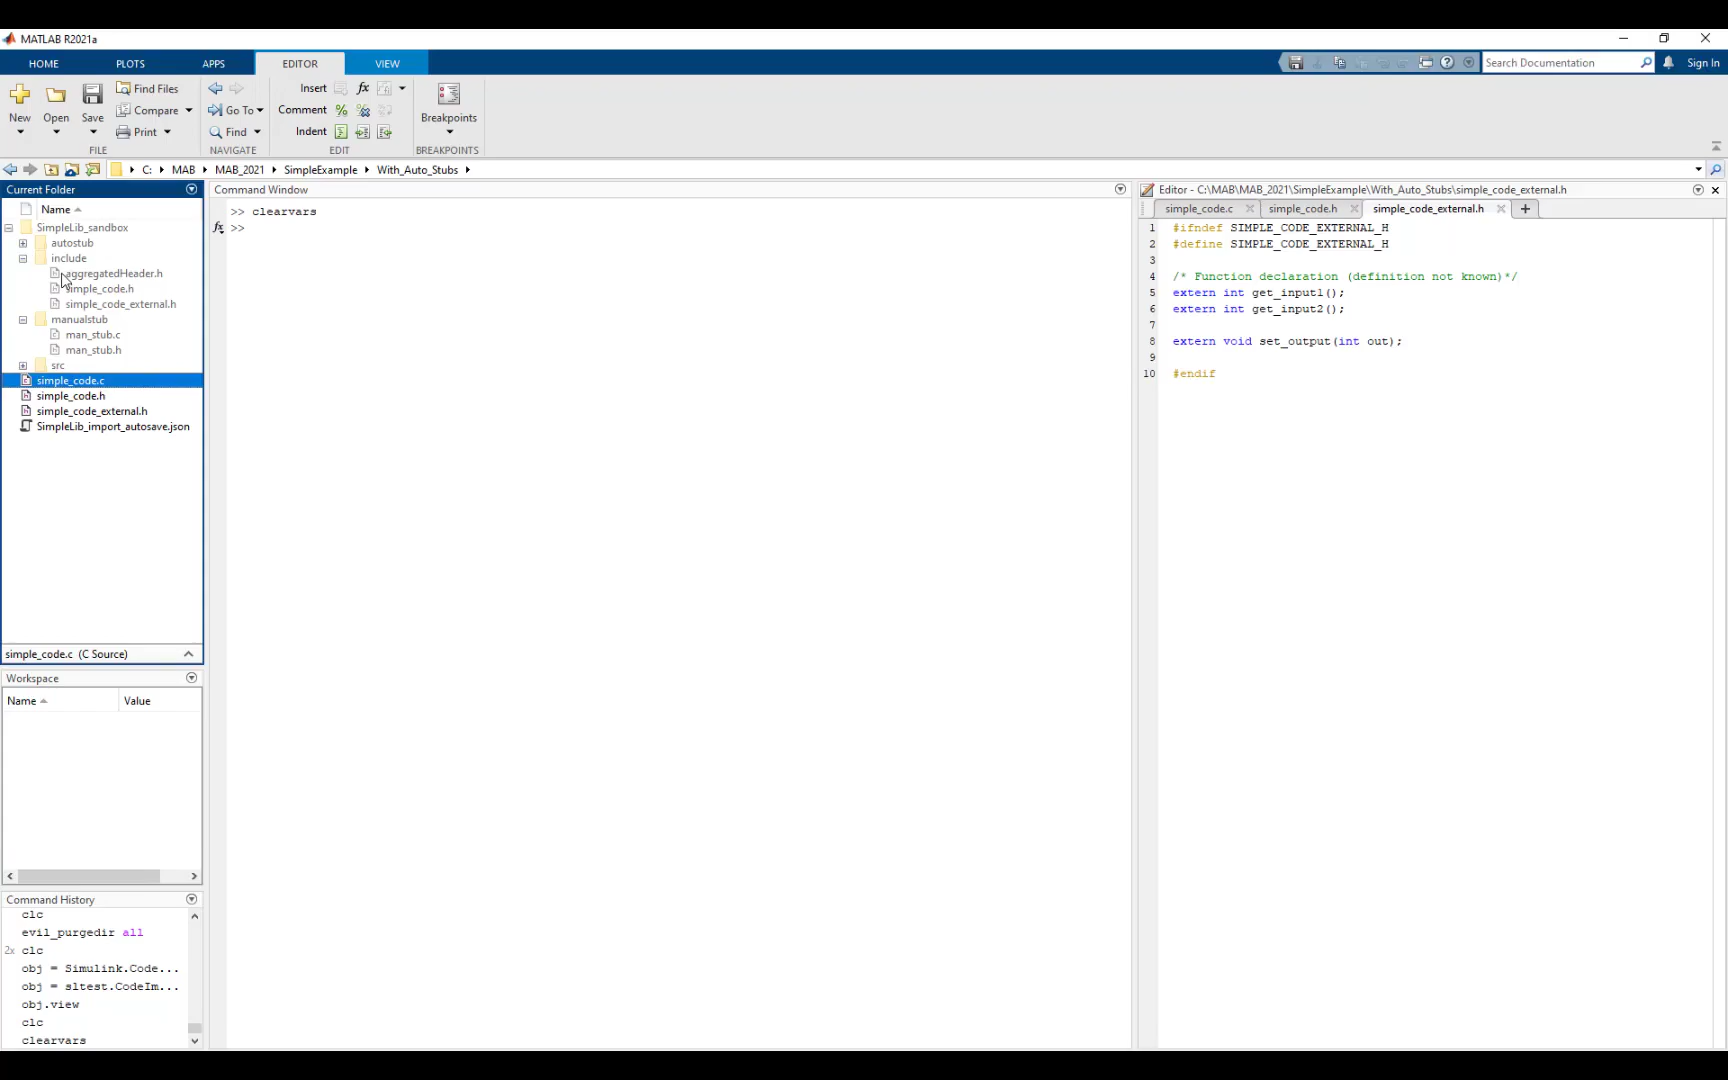 MATLAB R2021a
HOME PLOTS APPS EDITOR VIEW
Search Documentation
Sign In
New
Open
Save
Find Files
Compare
Print
FILE
Go To
Find
NAVIGATE
Insert fx
Comment %
Indent
EDIT
Breakpoints
BREAKPOINTS
C: MAB MAB_2021 SimpleExample With_Auto_Stubs
Current Folder
Name
SimpleLib_sandbox
autostub
include
aggregatedHeader.h
simple_code.h
simple_code_external.h
manualstub
man_stub.c
man_stub.h
src
simple_code.c
simple_code.h
simple_code_external.h
SimpleLib_import_autosave.json
simple_code.c (C Source)
Workspace
Name Value
Command History
clc
evil_purgedir all
2x clc
obj = Simulink.Code...
obj = sltest.CodeIm...
obj.view
clc
clearvars
Command Window
>> clearvars
fx >>
Editor - C:\MAB\MAB_2021\SimpleExample\With_Auto_Stubs\simple_code_external.h
simple_code.c simple_code.h simple_code_external.h
1 #ifndef SIMPLE_CODE_EXTERNAL_H
2 #define SIMPLE_CODE_EXTERNAL_H
3
4 /* Function declaration (definition not known)*/
5 extern int get_input1();
6 extern int get_input2();
7
8 extern void set_output(int out);
9
10 #endif